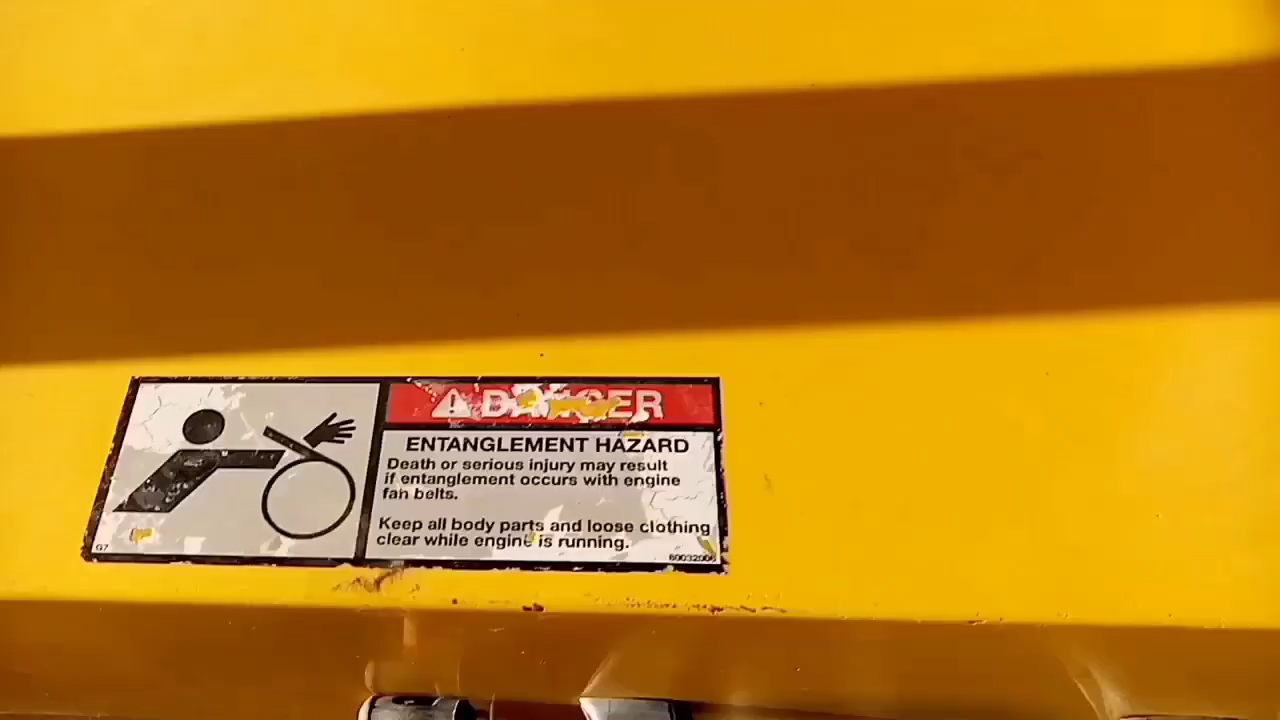 DANGER
ENTANGLEMENT HAZARD
Death or serious injury may result
if entanglement occurs with engine
fan belts.
Keep all body parts and loose clothing
clear while engine is running.
G7